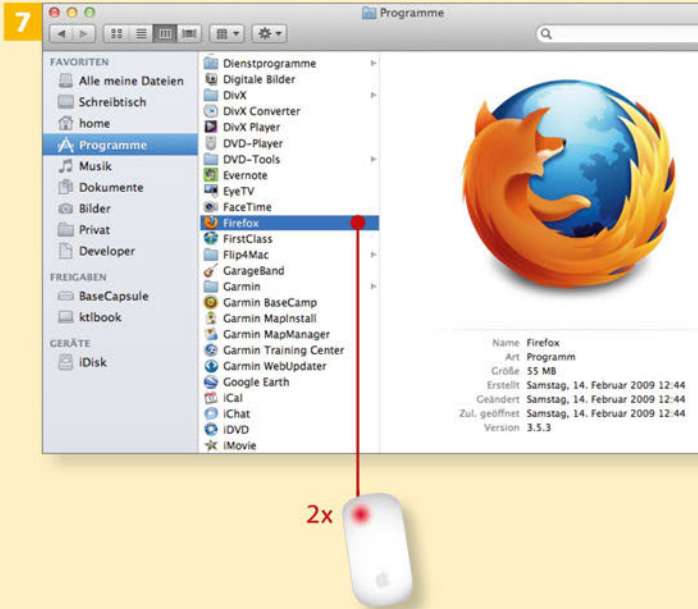 7
Programme
FAVORITEN
Alle meine Dateien
Schreibtisch
home
Programme
Musik
Dokumente
Bilder
Privat
Developer
FREIGABEN
BaseCapsule
ktlbook
GERÄTE
iDisk
Dienstprogramme
Digitale Bilder
DivX
DivX Converter
DivX Player
DVD-Player
DVD-Tools
Evernote
EyeTV
FaceTime
Firefox
FirstClass
Flip4Mac
GarageBand
Garmin
Garmin BaseCamp
Garmin MapInstall
Garmin MapManager
Garmin Training Center
Garmin WebUpdater
Google Earth
iCal
iChat
iDVD
iMovie
Name Firefox
Art Programm
Größe 55 MB
Erstellt Samstag, 14. Februar 2009 12:44
Geändert Samstag, 14. Februar 2009 12:44
Zul. geöffnet Samstag, 14. Februar 2009 12:44
Version 3.5.3
2x